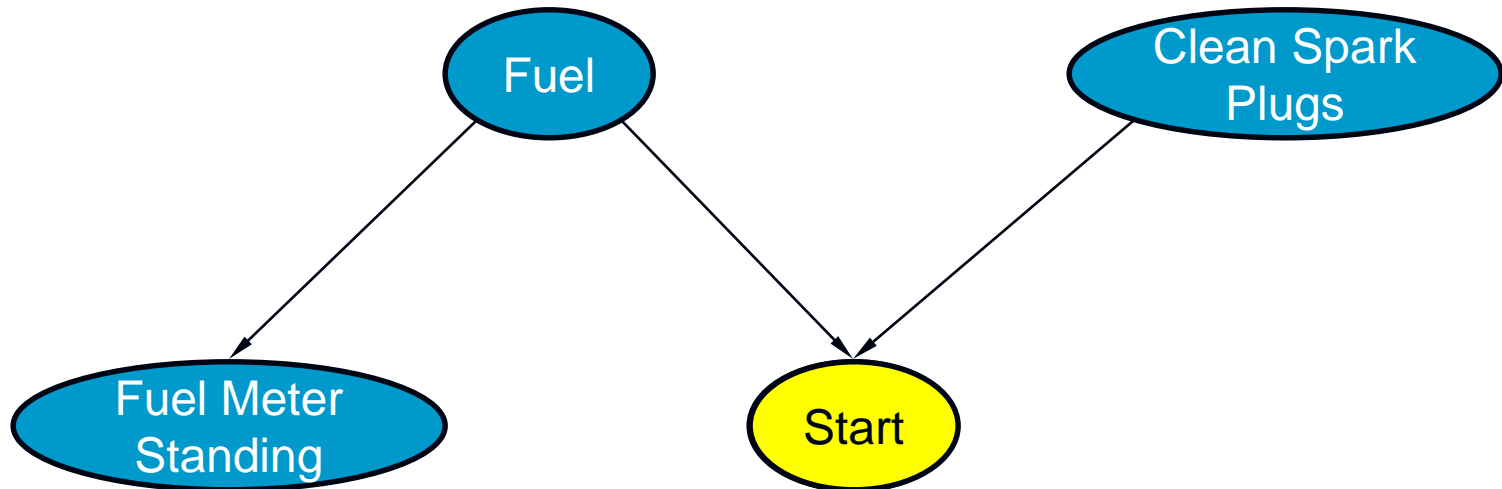 Fuel
Clean Spark
Plugs
Fuel Meter
Standing
Start